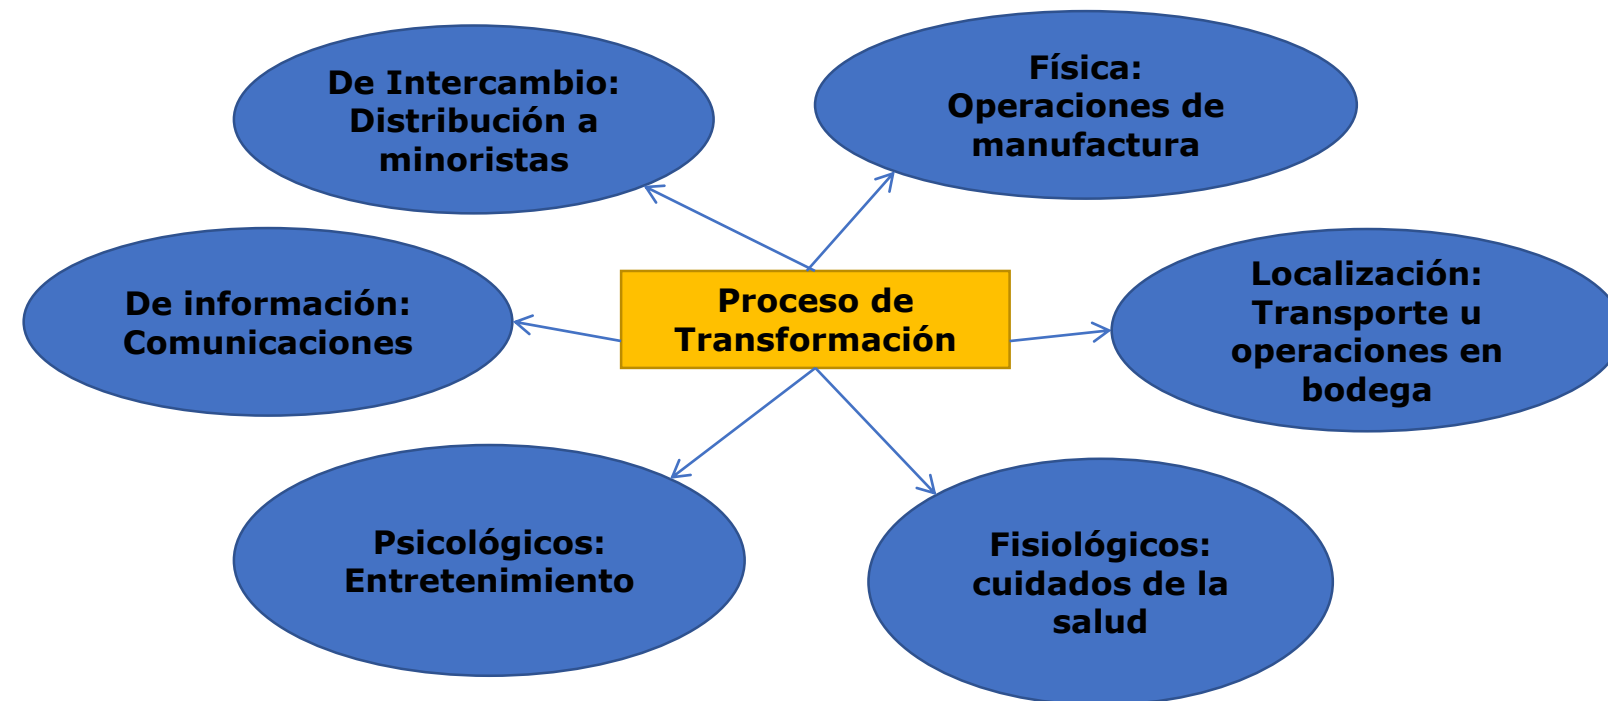 De Intercambio:
Distribución a
minoristas
Física:
Operaciones de
manufactura
De información:
Comunicaciones
Proceso de
Transformación
Localización:
Transporte u
operaciones en
bodega
Psicológicos:
Entretenimiento
Fisiológicos:
cuidados de la
salud